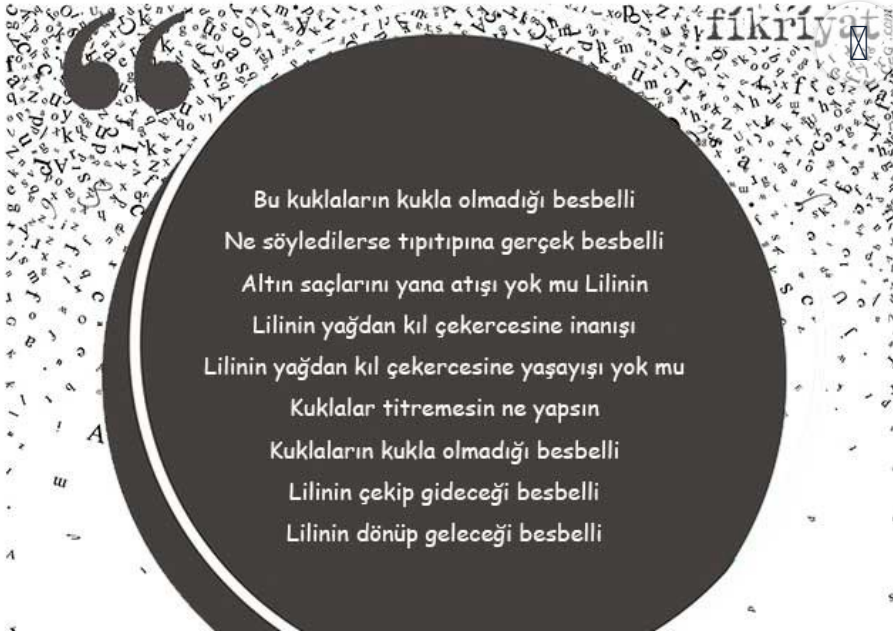 fikriyat
Bu kuklaların kukla olmadığı besbelli
Ne söyledilerse tıpıtıpına gerçek besbelli
Altın saçlarını yana atışı yok mu Lilinin
Lilinin yağdan kıl çekercesine inanışı
Lilinin yağdan kıl çekercesine yaşayışı yok mu
Kuklalar titremesin ne yapsın
Kuklaların kukla olmadığı besbelli
Lilinin çekip gideceği besbelli
Lilinin dönüp geleceği besbelli